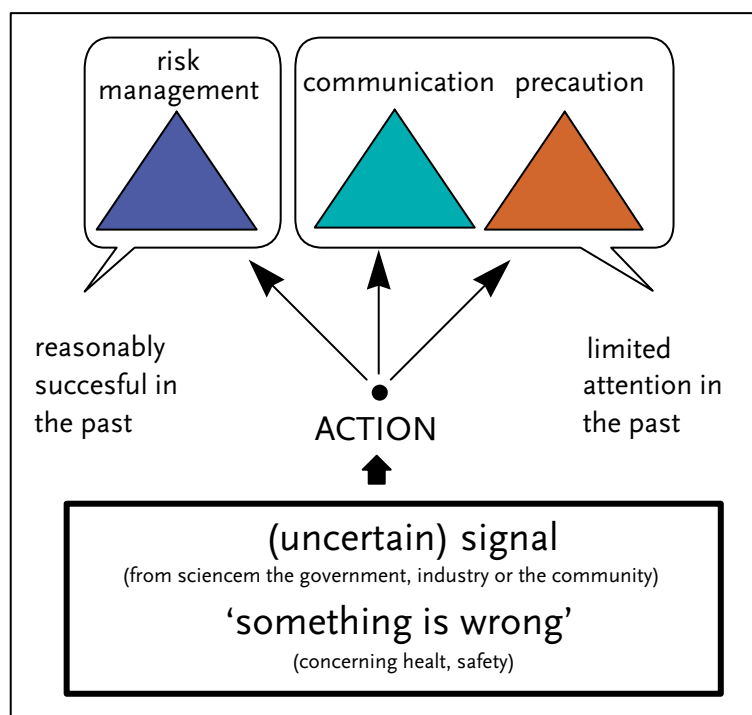 risk
management
communication
precaution
reasonably
succesful in
the past
limited
attention in
the past
ACTION
(uncertain) signal
(from sciencem the government, industry or the community)
‘something is wrong’
(concerning healt, safety)